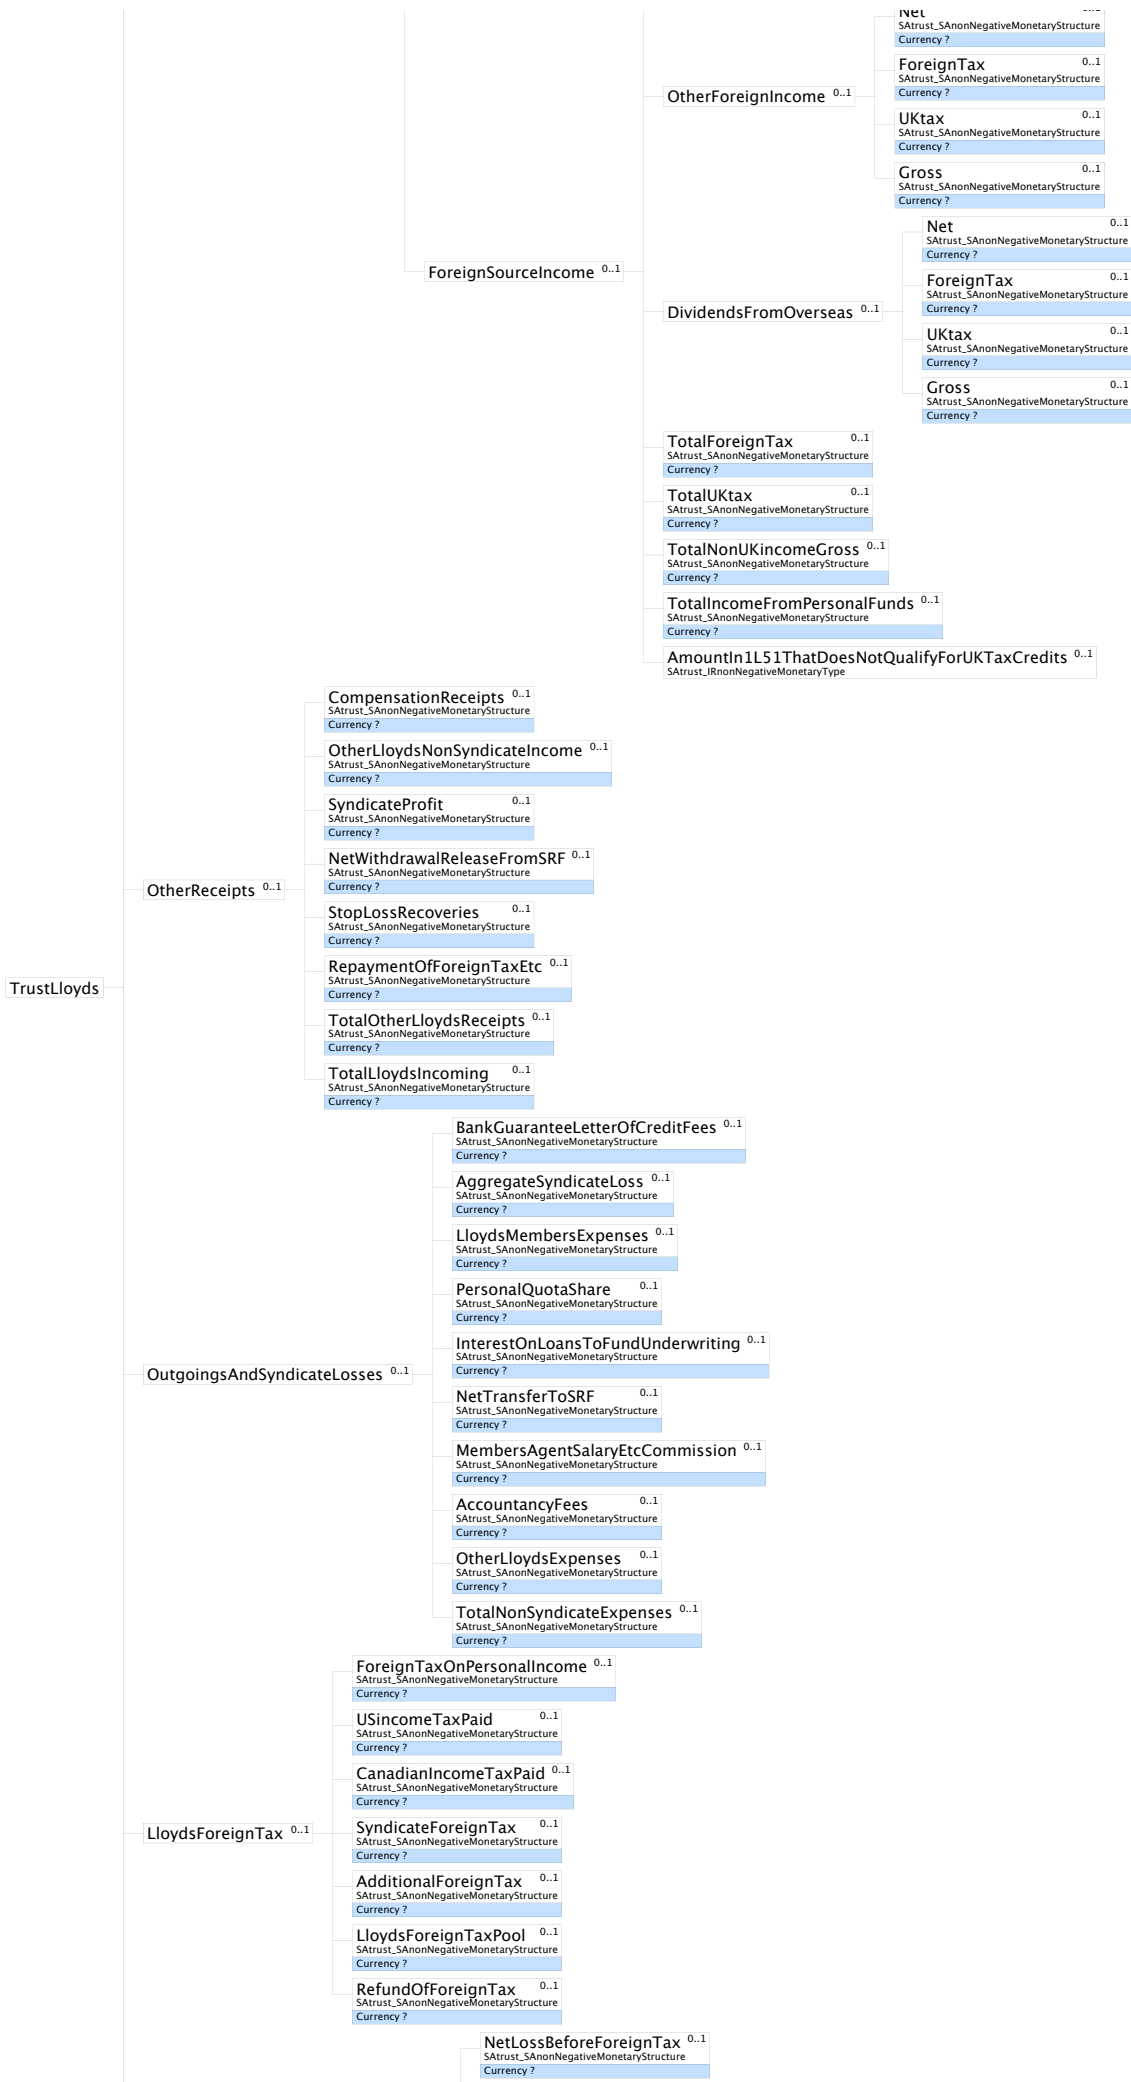 Net 0..1
SAtrust_SAnonNegativeMonetaryStructure
Currency ?
ForeignTax 0..1
SAtrust_SAnonNegativeMonetaryStructure
Currency ?
OtherForeignIncome 0..1
UKtax 0..1
SAtrust_SAnonNegativeMonetaryStructure
Currency ?
Gross 0..1
SAtrust_SAnonNegativeMonetaryStructure
Currency ?
Net 0..1
SAtrust_SAnonNegativeMonetaryStructure
Currency ?
ForeignSourceIncome 0..1
ForeignTax 0..1
SAtrust_SAnonNegativeMonetaryStructure
Currency ?
DividendsFromOverseas 0..1
UKtax 0..1
SAtrust_SAnonNegativeMonetaryStructure
Currency ?
Gross 0..1
SAtrust_SAnonNegativeMonetaryStructure
Currency ?
TotalForeignTax 0..1
SAtrust_SAnonNegativeMonetaryStructure
Currency ?
TotalUKtax 0..1
SAtrust_SAnonNegativeMonetaryStructure
Currency ?
TotalNonUKincomeGross 0..1
SAtrust_SAnonNegativeMonetaryStructure
Currency ?
TotalIncomeFromPersonalFunds 0..1
SAtrust_SAnonNegativeMonetaryStructure
Currency ?
AmountIn1L51ThatDoesNotQualifyForUKTaxCredits 0..1
SAtrust_IRnonNegativeMonetaryType
CompensationReceipts 0..1
SAtrust_SAnonNegativeMonetaryStructure
Currency ?
OtherLloydsNonSyndicateIncome 0..1
SAtrust_SAnonNegativeMonetaryStructure
Currency ?
SyndicateProfit 0..1
SAtrust_SAnonNegativeMonetaryStructure
Currency ?
NetWithdrawalReleaseFromSRF 0..1
SAtrust_SAnonNegativeMonetaryStructure
Currency ?
OtherReceipts 0..1
StopLossRecoveries 0..1
SAtrust_SAnonNegativeMonetaryStructure
Currency ?
RepaymentOfForeignTaxEtc 0..1
SAtrust_SAnonNegativeMonetaryStructure
Currency ?
TrustLloyds
TotalOtherLloydsReceipts 0..1
SAtrust_SAnonNegativeMonetaryStructure
Currency ?
TotalLloydsIncoming 0..1
SAtrust_SAnonNegativeMonetaryStructure
Currency ?
BankGuaranteeLetterOfCreditFees 0..1
SAtrust_SAnonNegativeMonetaryStructure
Currency ?
AggregateSyndicateLoss 0..1
SAtrust_SAnonNegativeMonetaryStructure
Currency ?
LloydsMembersExpenses 0..1
SAtrust_SAnonNegativeMonetaryStructure
Currency ?
PersonalQuotaShare 0..1
SAtrust_SAnonNegativeMonetaryStructure
Currency ?
InterestOnLoansToFundUnderwriting 0..1
SAtrust_SAnonNegativeMonetaryStructure
Currency ?
OutgoingsAndSyndicateLosses 0..1
NetTransferToSRF 0..1
SAtrust_SAnonNegativeMonetaryStructure
Currency ?
MembersAgentSalaryEtcCommission 0..1
SAtrust_SAnonNegativeMonetaryStructure
Currency ?
AccountancyFees 0..1
SAtrust_SAnonNegativeMonetaryStructure
Currency ?
OtherLloydsExpenses 0..1
SAtrust_SAnonNegativeMonetaryStructure
Currency ?
TotalNonSyndicateExpenses 0..1
SAtrust_SAnonNegativeMonetaryStructure
Currency ?
ForeignTaxOnPersonalIncome 0..1
SAtrust_SAnonNegativeMonetaryStructure
Currency ?
USincomeTaxPaid 0..1
SAtrust_SAnonNegativeMonetaryStructure
Currency ?
CanadianIncomeTaxPaid 0..1
SAtrust_SAnonNegativeMonetaryStructure
Currency ?
LloydsForeignTax 0..1
SyndicateForeignTax 0..1
SAtrust_SAnonNegativeMonetaryStructure
Currency ?
AdditionalForeignTax 0..1
SAtrust_SAnonNegativeMonetaryStructure
Currency ?
LloydsForeignTaxPool 0..1
SAtrust_SAnonNegativeMonetaryStructure
Currency ?
RefundOfForeignTax 0..1
SAtrust_SAnonNegativeMonetaryStructure
Currency ?
NetLossBeforeForeignTax 0..1
SAtrust_SAnonNegativeMonetaryStructure
Currency ?